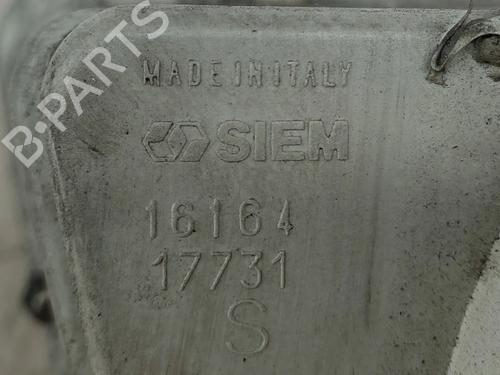 B-PARTS
MADE IN ITALY
SIEM
16164
17731
S